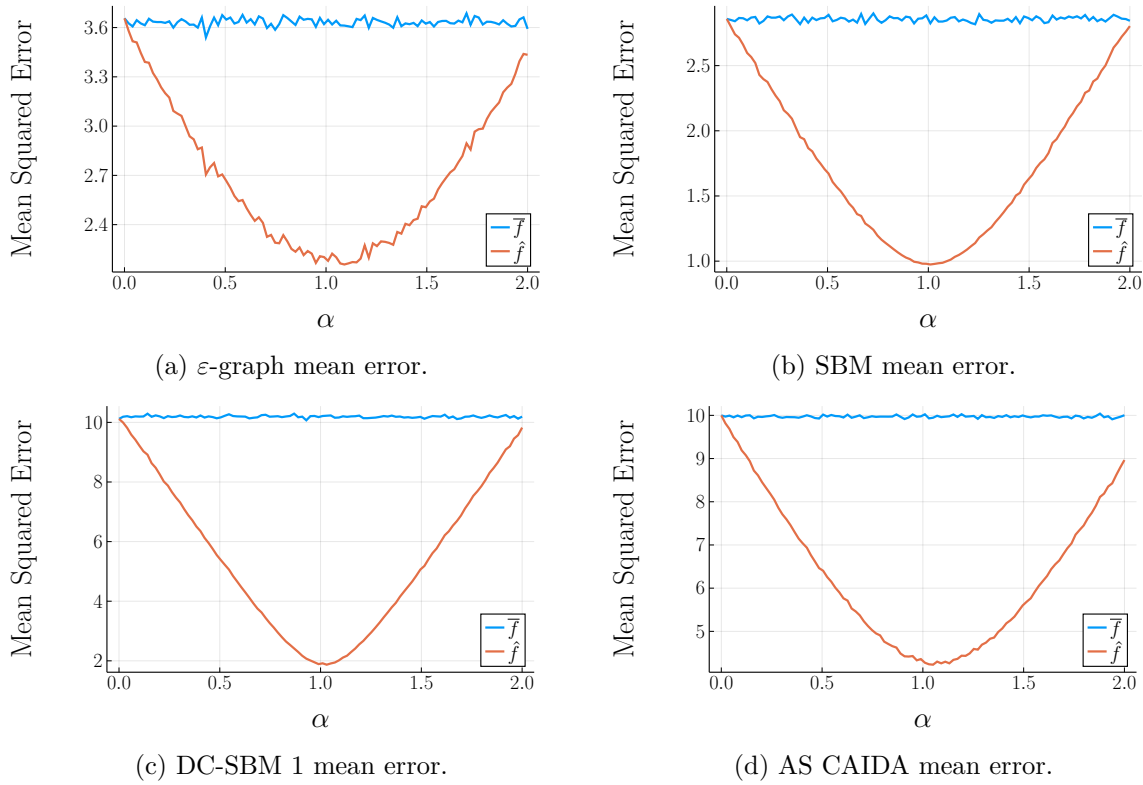 Mean Squared Error
3.6
3.3
3.0
2.7
2.4
0.0 0.5 1.0 1.5 2.0
α
f̅
f̂
(a) ε-graph mean error.
Mean Squared Error
2.5
2.0
1.5
1.0
0.0 0.5 1.0 1.5 2.0
α
f̅
f̂
(b) SBM mean error.
Mean Squared Error
10
8
6
4
2
0.0 0.5 1.0 1.5 2.0
α
f̅
f̂
(c) DC-SBM 1 mean error.
Mean Squared Error
10
9
8
7
6
5
0.0 0.5 1.0 1.5 2.0
α
f̅
f̂
(d) AS CAIDA mean error.